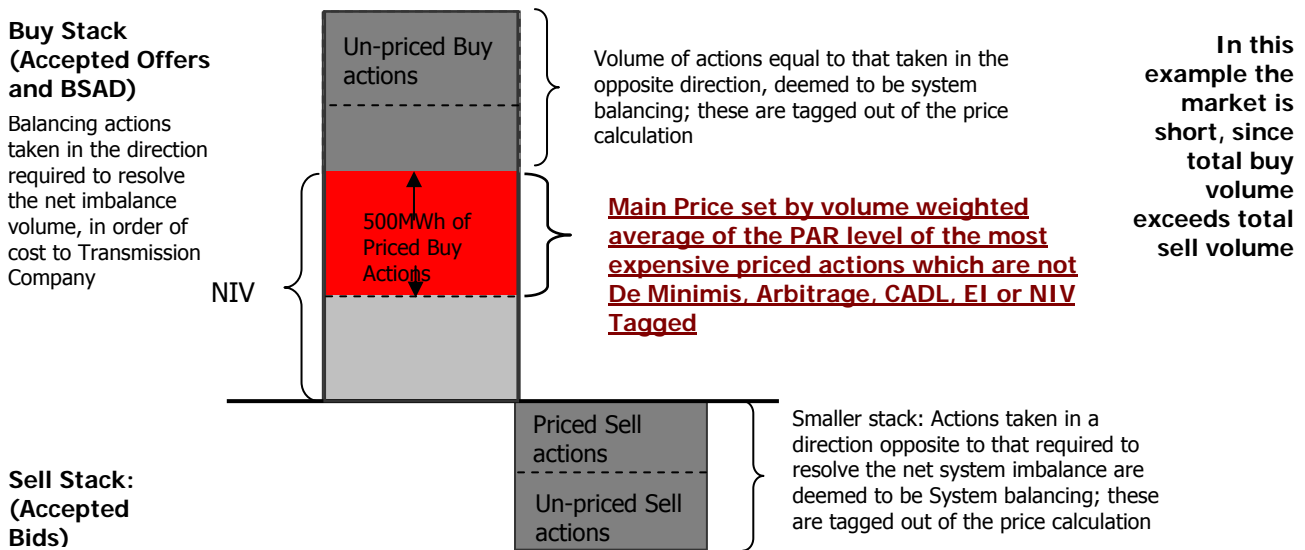 Buy Stack
(Accepted Offers
and BSAD)
Balancing actions
taken in the direction
required to resolve
the net imbalance
volume, in order of
cost to Transmission
Company
NIV
Un-priced Buy
actions
500MWh of
Priced Buy
Actions
Volume of actions equal to that taken in the
opposite direction, deemed to be system
balancing; these are tagged out of the price
calculation
Main Price set by volume weighted
average of the PAR level of the most
expensive priced actions which are not
De Minimis, Arbitrage, CADL, EI or NIV
Tagged
In this
example the
market is
short, since
total buy
volume
exceeds total
sell volume
Sell Stack:
(Accepted
Bids)
Priced Sell
actions
Un-priced Sell
actions
Smaller stack: Actions taken in a
direction opposite to that required to
resolve the net system imbalance are
deemed to be System balancing; these
are tagged out of the price calculation